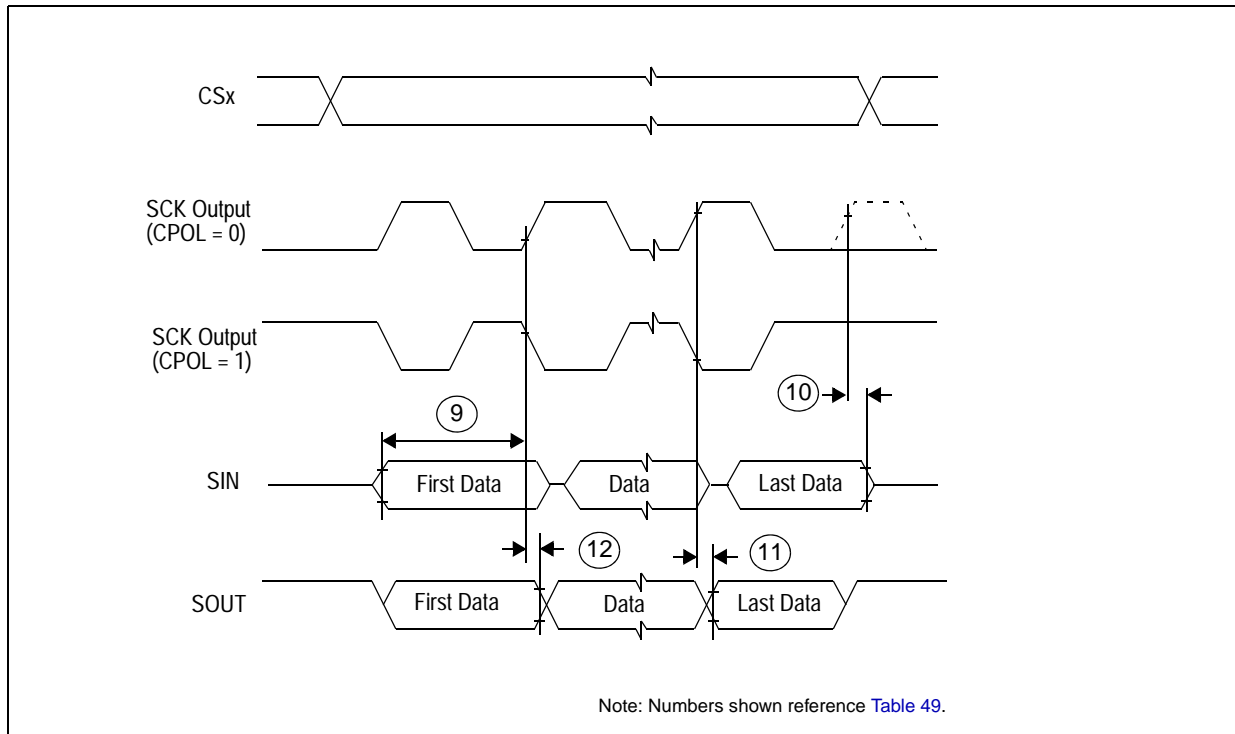 CSx
SCK Output
(CPOL = 0)
SCK Output
(CPOL = 1)
10
9
SIN
First Data
Data
Last Data
12
11
SOUT
First Data
Data
Last Data
Note: Numbers shown reference Table 49.